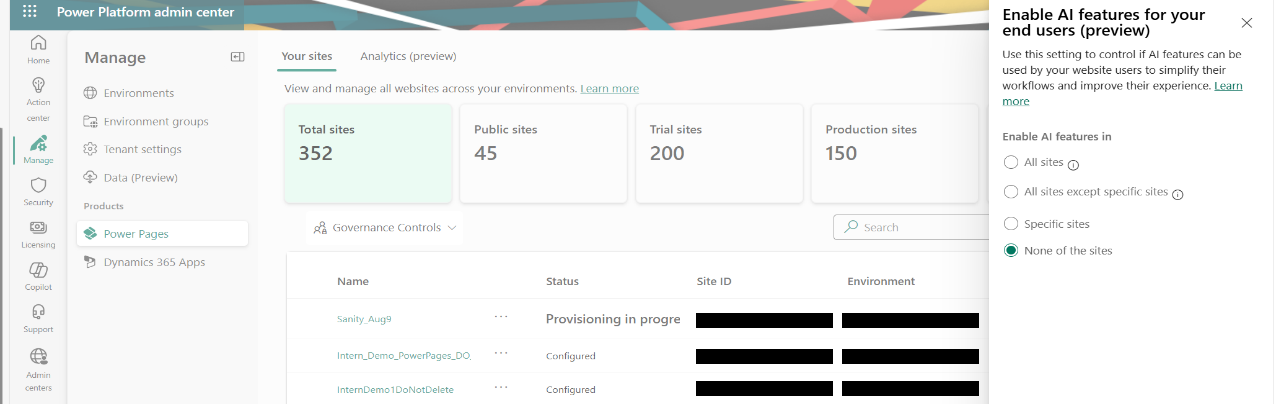 Power Platform admin center
Home
Action
center
Manage
Security
Licensing
Copilot
Support
Admin
centers
Manage
Environments
Environment groups
Tenant settings
Data (Preview)
Products
Power Pages
Dynamics 365 Apps
Your sites
Analytics (preview)
View and manage all websites across your environments. Learn more
Total sites
352
Public sites
45
Trial sites
200
Production sites
150
Governance Controls
Search
Name
Status
Site ID
Environment
Sanity_Aug9
...
Provisioning in progre
Intern_Demo_PowerPages_DO_
...
Configured
InternDemo1DoNotDelete
...
Configured
Enable AI features for your
end users (preview)
Use this setting to control if AI features can be
used by your website users to simplify their
workflows and improve their experience. Learn
more
Enable AI features in
All sites
All sites except specific sites
Specific sites
None of the sites